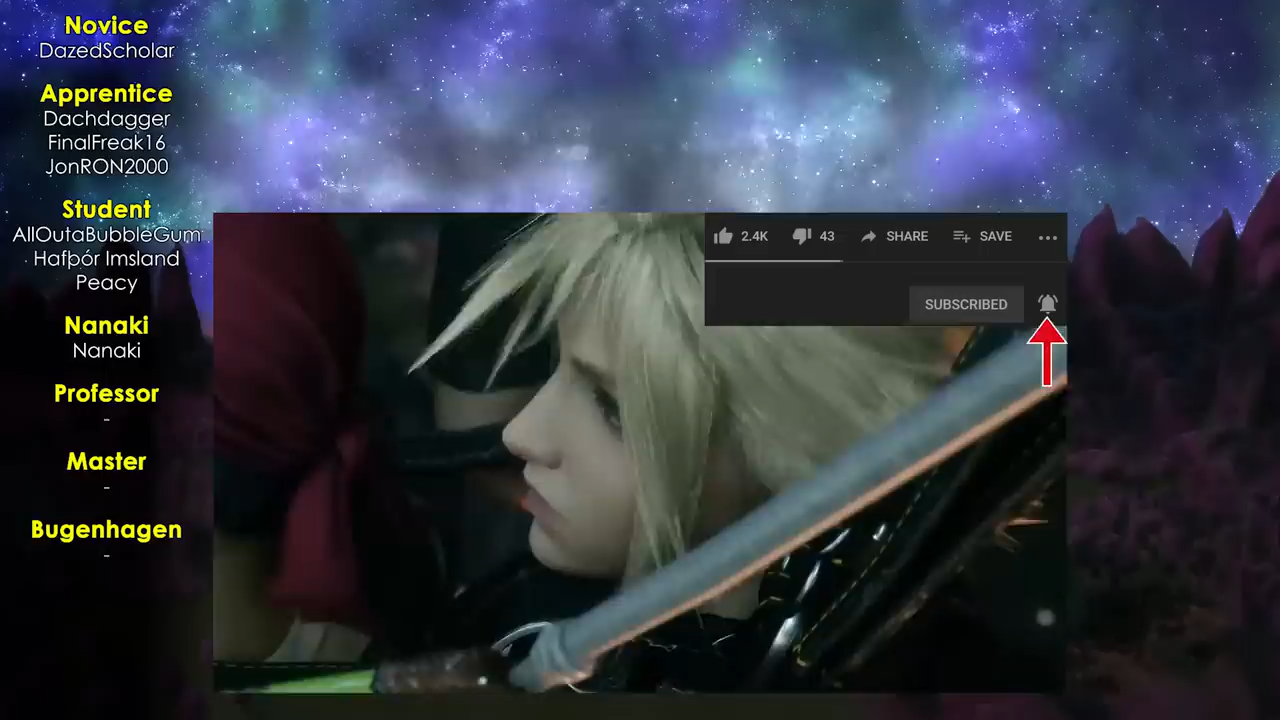 Novice
DazedScholar
Apprentice
Dachdagger
FinalFreak16
JonRON2000
Student
AllOutaBubbleGum
Hafþór Imsland
Peacy
Nanaki
Nanaki
Professor
-
Master
-
Bugenhagen
-
2.4K 43 SHARE SAVE
SUBSCRIBED